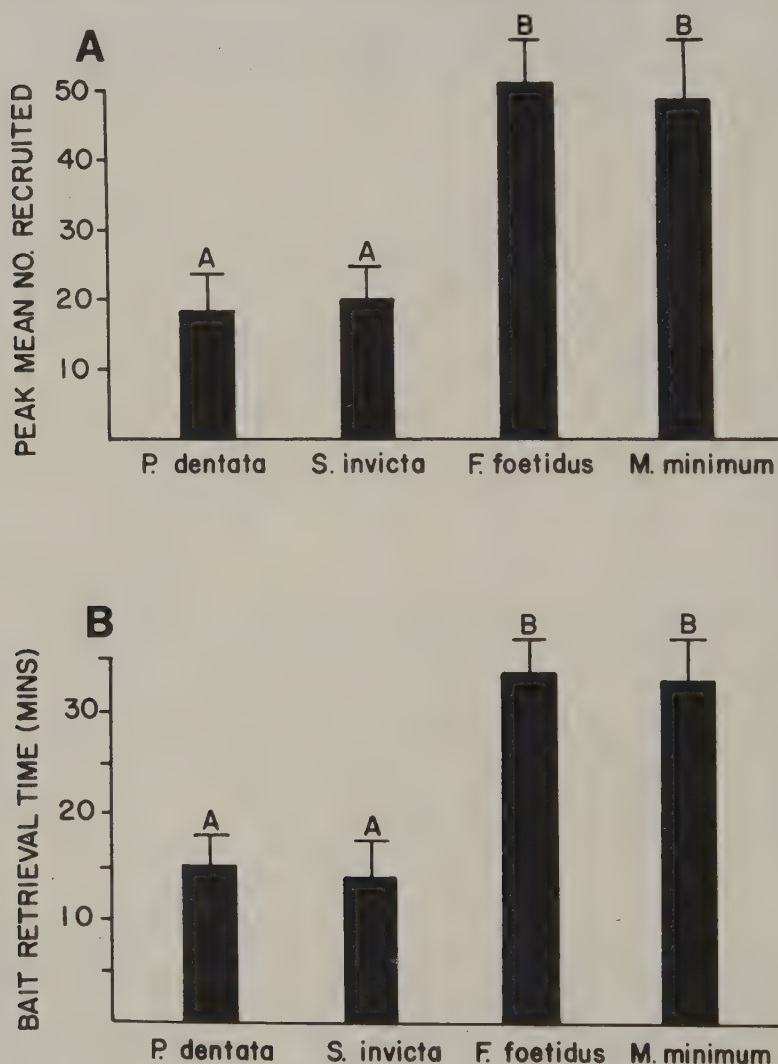 A
PEAK MEAN NO. RECRUITED
50
40
30
20
10
A
A
B
B
P. dentata S. invicta F. foetidus M. minimum
B
BAIT RETRIEVAL TIME (MINS)
30
20
10
A
A
B
B
P. dentata S. invicta F. foetidus M. minimum